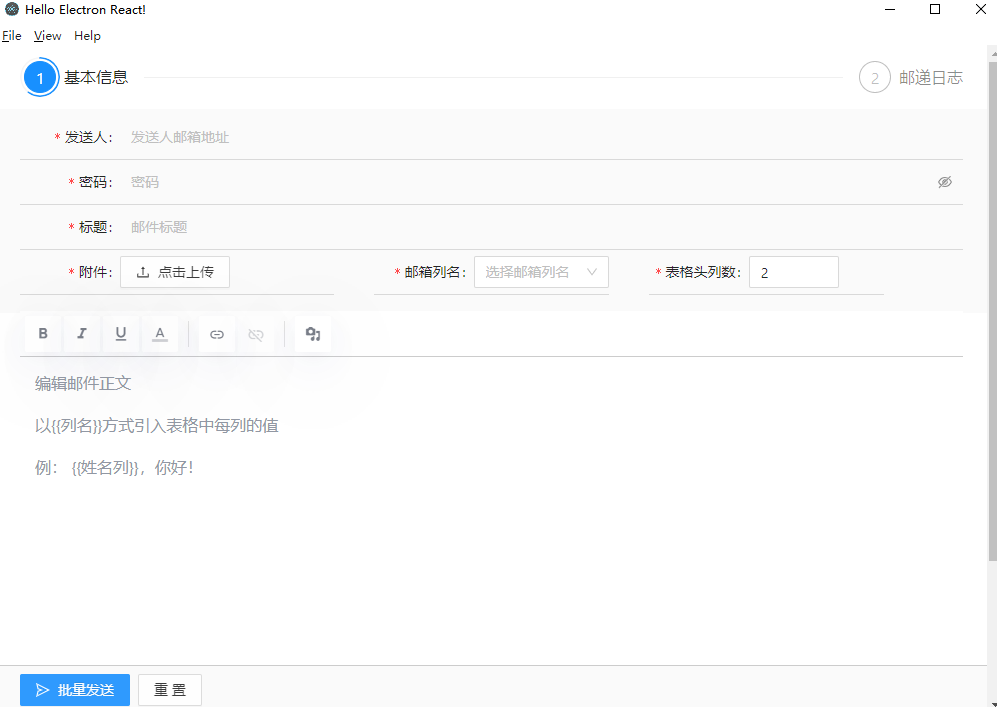 Hello Electron React!
File View Help
1 基本信息 2 邮递日志
* 发送人: 发送人邮箱地址
* 密码: 密码
* 标题: 邮件标题
* 附件: 点击上传 * 邮箱列名: 选择邮箱列名 * 表格头列数: 2
B I U A
编辑邮件正文
以{{列名}}方式引入表格中每列的值
例： {{姓名列}}，你好！
批量发送 重 置